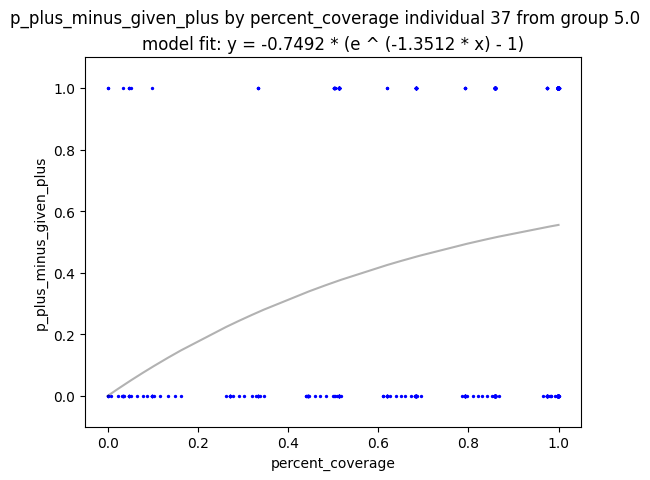 p_plus_minus_given_plus by percent_coverage individual 37 from group 5.0
model fit: y = -0.7492 * (e ^ (-1.3512 * x) - 1)
1.0
0.8
0.6
0.4
0.2
0.0
p_plus_minus_given_plus
0.0 0.2 0.4 0.6 0.8 1.0
percent_coverage